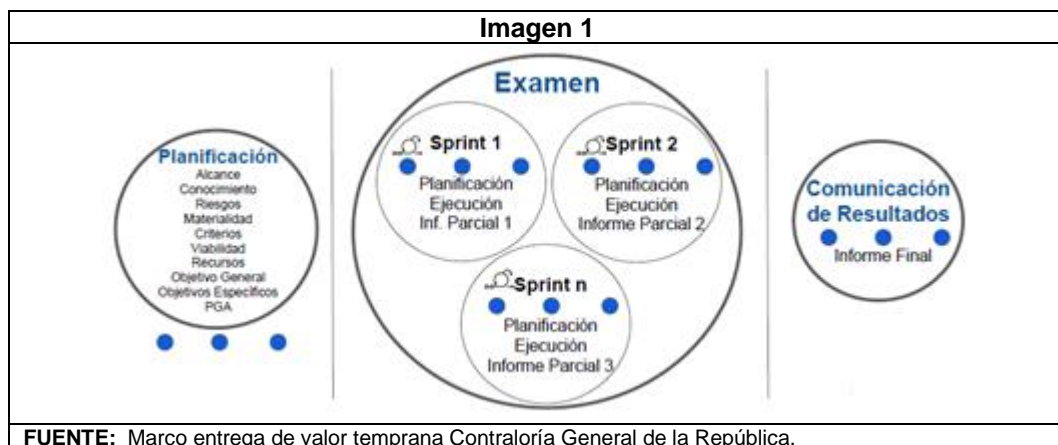 Imagen 1
Planificación
Alcance
Conocimiento
Riesgos
Materialidad
Criterios
Viabilidad
Recursos
Objetivo General
Objetivos Específicos
PGA
Examen
Sprint 1
Planificación
Ejecución
Inf. Parcial 1
Sprint 2
Planificación
Ejecución
Informe Parcial 2
Sprint n
Planificación
Ejecución
Informe Parcial 3
Comunicación
de Resultados
Informe Final
FUENTE: Marco entrega de valor temprana Contraloría General de la República.